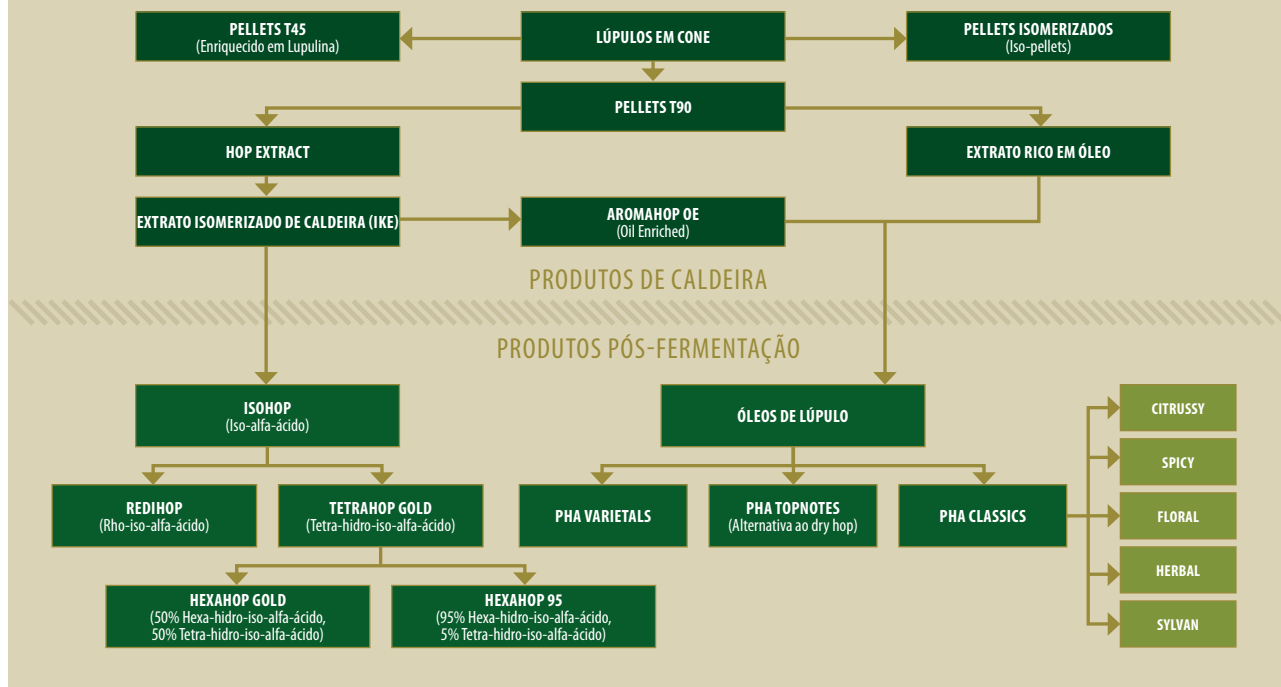 PELLETS T45
(Enriquecido em Lupulina)
LÚPULOS EM CONE
PELLETS ISOMERIZADOS
(Iso-pellets)
PELLETS T90
HOP EXTRACT
EXTRATO RICO EM ÓLEO
EXTRATO ISOMERIZADO DE CALDEIRA (IKE)
AROMAHOP OE
(Oil Enriched)
PRODUTOS DE CALDEIRA
PRODUTOS PÓS-FERMENTAÇÃO
ISOHOP
(Iso-alfa-ácido)
ÓLEOS DE LÚPULO
REDIHOP
(Rho-iso-alfa-ácido)
TETRAHOP GOLD
(Tetra-hidro-iso-alfa-ácido)
PHA VARIETALS
PHA TOPNOTES
(Alternativa ao dry hop)
PHA CLASSICS
HEXAHOP GOLD
(50% Hexa-hidro-iso-alfa-ácido,
50% Tetra-hidro-iso-alfa-ácido)
HEXAHOP 95
(95% Hexa-hidro-iso-alfa-ácido,
5% Tetra-hidro-iso-alfa-ácido)
CITRUSSY
SPICY
FLORAL
HERBAL
SYLVAN